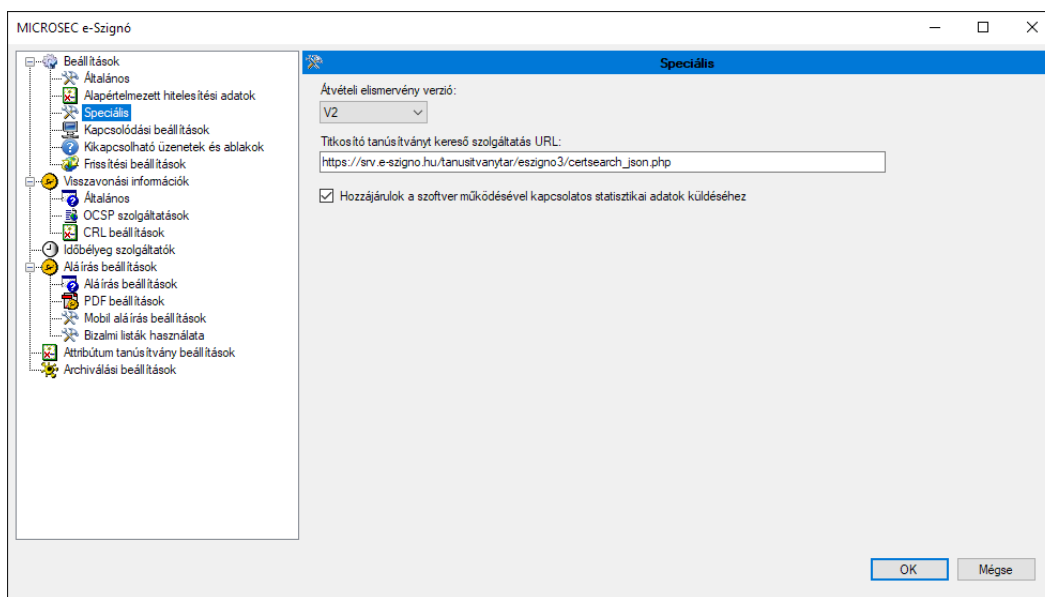 MICROSEC e-Szignó
Beállítások
Általános
Alapértelmezett hitelesítési adatok
Speciális
Kapcsolódási beállítások
Kikapcsolható üzenetek és ablakok
Frissítési beállítások
Visszavonási információk
Általános
OCSP szolgáltatások
CRL beállítások
Időbélyeg szolgáltatók
Aláírás beállítások
Aláírás beállítások
PDF beállítások
Mobil aláírás beállítások
Bizalmi listák használata
Attribútum tanúsítvány beállítások
Archiválási beállítások
Speciális
Átvételi elismervény verzió:
V2
Titkosító tanúsítványt kereső szolgáltatás URL:
https://srv.e-szigno.hu/tanusitvanytar/eszigno3/certsearch_json.php
Hozzájárulok a szoftver működésével kapcsolatos statisztikai adatok küldéséhez
OK
Mégse